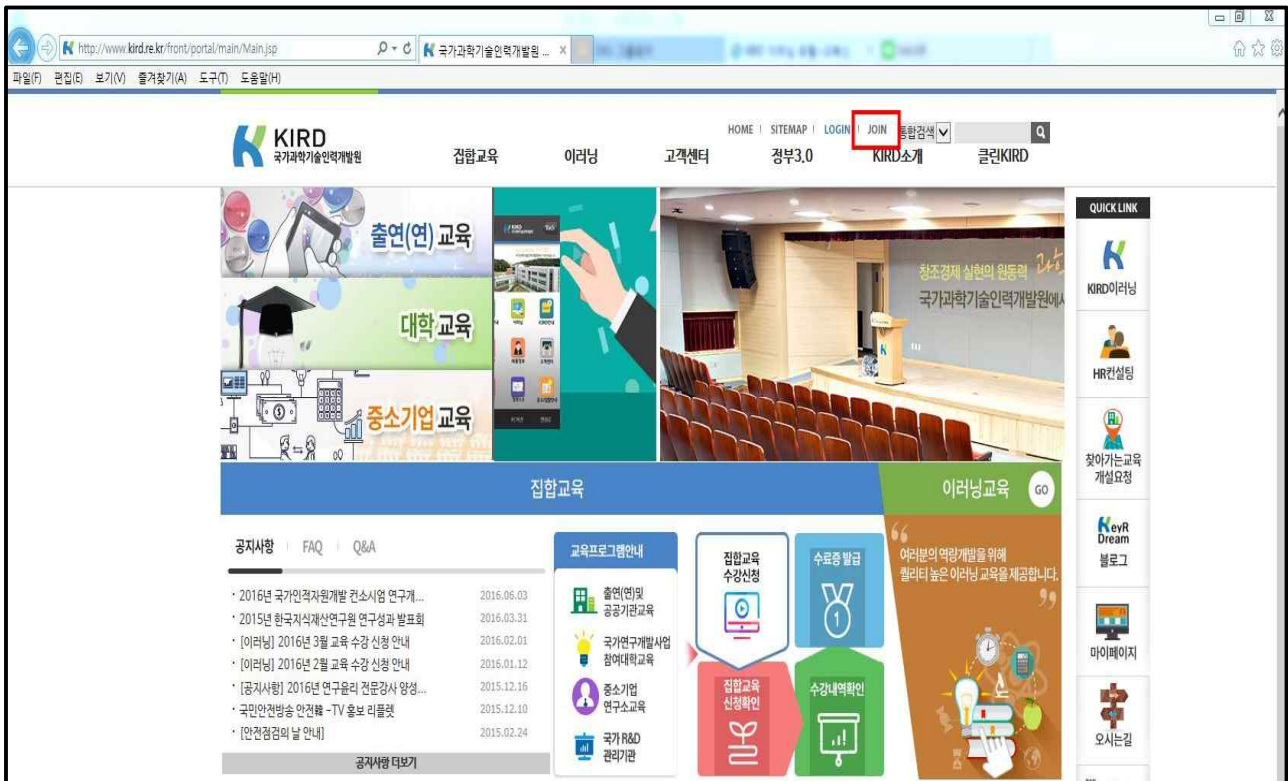 http://www.kird.re.kr/front/portal/main/Main.jsp
국가과학기술인력개발원 ...
파일(F) 편집(E) 보기(V) 즐겨찾기(A) 도구(T) 도움말(H)
HOME SITEMAP LOGIN JOIN 통합검색
KIRD
국가과학기술인력개발원
집합교육 이러닝 고객센터 정부3.0 KIRD소개 클린KIRD
출연(연) 교육
대학 교육
중소기업 교육
창조경제 실현의 원동력 과학
국가과학기술인력개발원에서
QUICK LINK
KIRD이러닝
HR컨설팅
찾아가는교육
개설요청
KeyR
Dream
블로그
마이페이지
오시는길
집합교육
이러닝교육 GO
공지사항 FAQ Q&A
2016년 국가인적자원개발 컨소시엄 연구개... 2016.06.03
2015년 한국지식재산연구원 연구성과 발표회 2016.03.31
[이러닝] 2016년 3월 교육 수강 신청 안내 2016.02.01
[이러닝] 2016년 2월 교육 수강 신청 안내 2016.01.12
[공지사항] 2016년 연구윤리 전문강사 양성... 2015.12.16
국민안전방송 안전韓 -TV 홍보 리플렛 2015.12.10
[안전점검의 날 안내] 2015.02.24
공지사항 더보기
교육프로그램안내
출연(연)및
공공기관교육
국가연구개발사업
참여대학교육
중소기업
연구소교육
국가 R&D
관리기관
집합교육
수강신청
수료증 발급
집합교육
신청확인
수강내역확인
여러분의 역량개발을 위해
퀄리티 높은 이러닝 교육을 제공합니다.